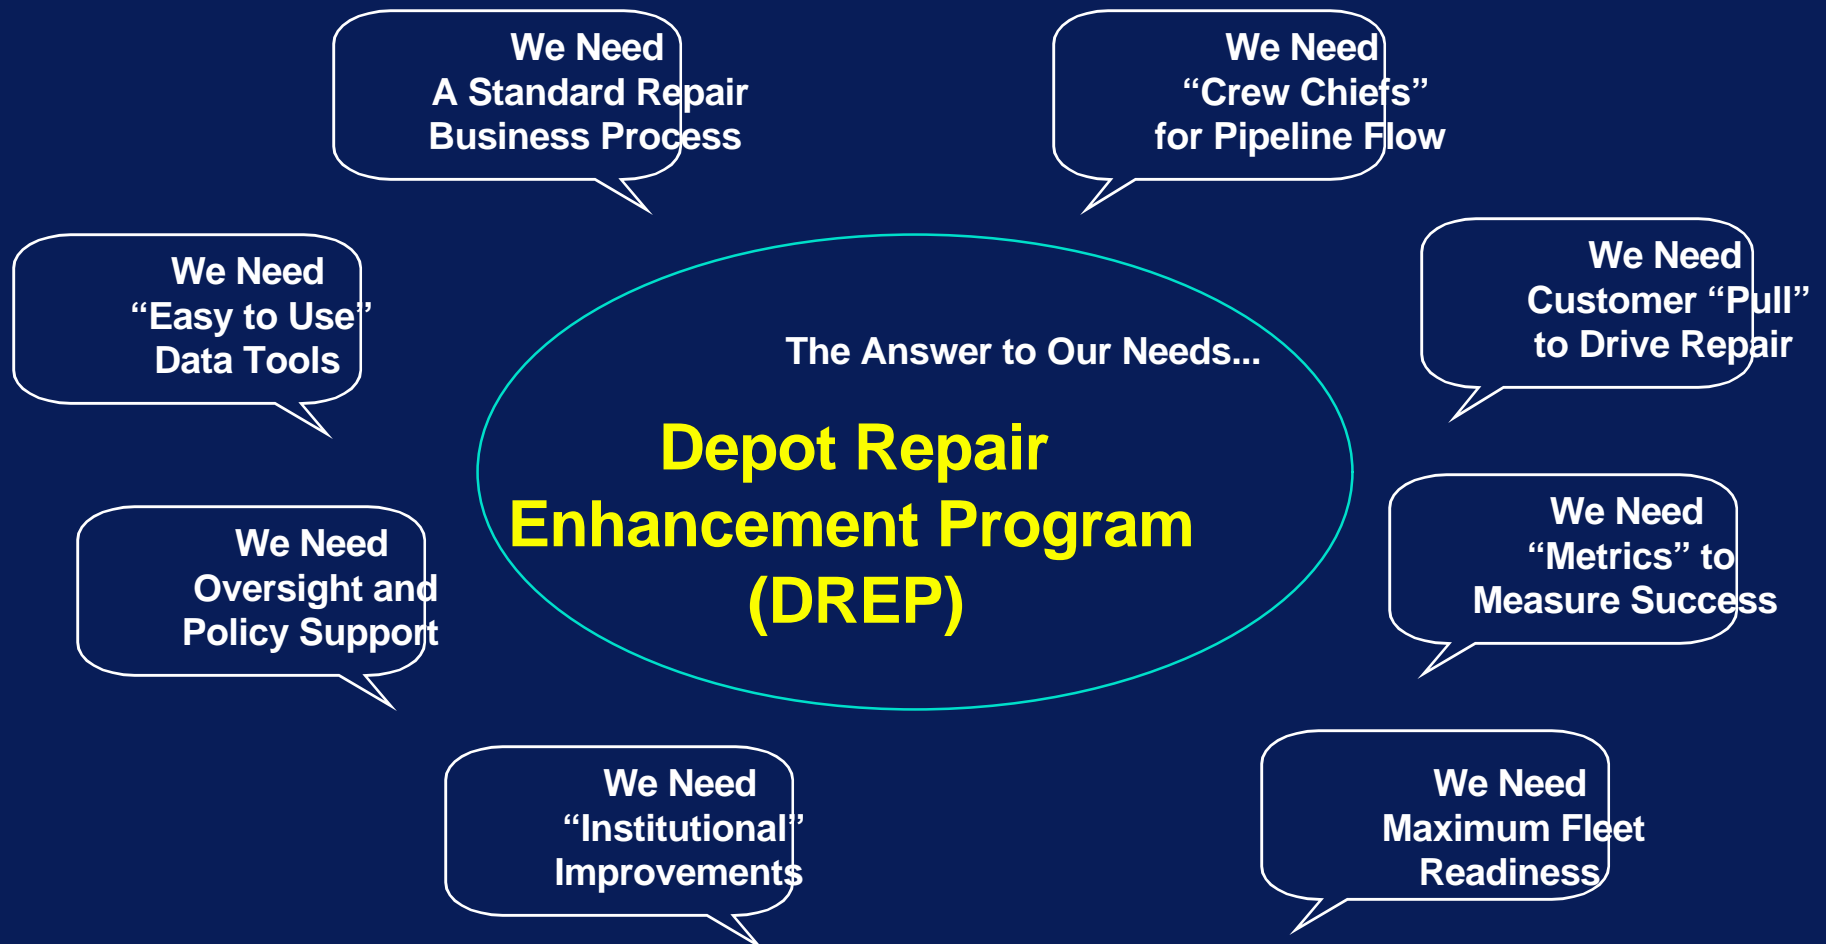 We Need
A Standard Repair
Business Process
We Need
“Crew Chiefs”
for Pipeline Flow
We Need
“Easy to Use”
Data Tools
We Need
Customer “Pull”
to Drive Repair
The Answer to Our Needs...
Depot Repair
Enhancement Program
(DREP)
We Need
Oversight and
Policy Support
We Need
“Metrics” to
Measure Success
We Need
“Institutional”
Improvements
We Need
Maximum Fleet
Readiness